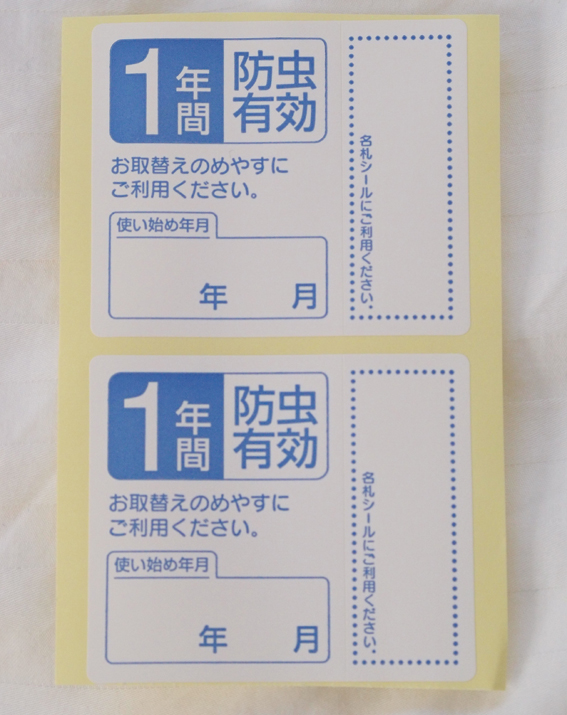 1年間
防虫
有効
お取替えのめやすに
ご利用ください。
使い始め年月
年 月
名札シールにご利用ください。
1年間
防虫
有効
お取替えのめやすに
ご利用ください。
使い始め年月
年 月
名札シールにご利用ください。